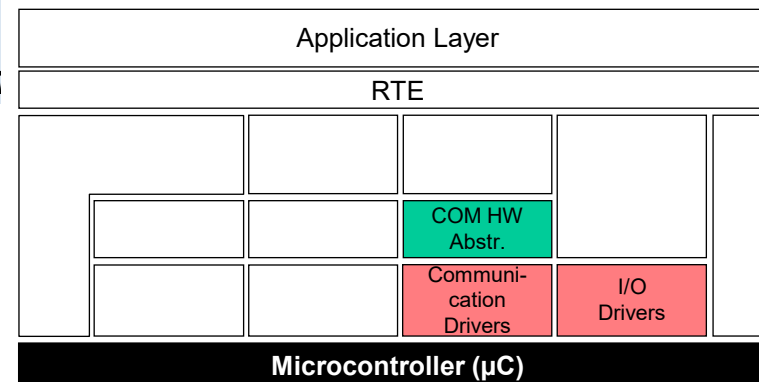 Application Layer
RTE
COM HW
Abstr.
Communi-
cation
Drivers
I/O
Drivers
Microcontroller (µC)